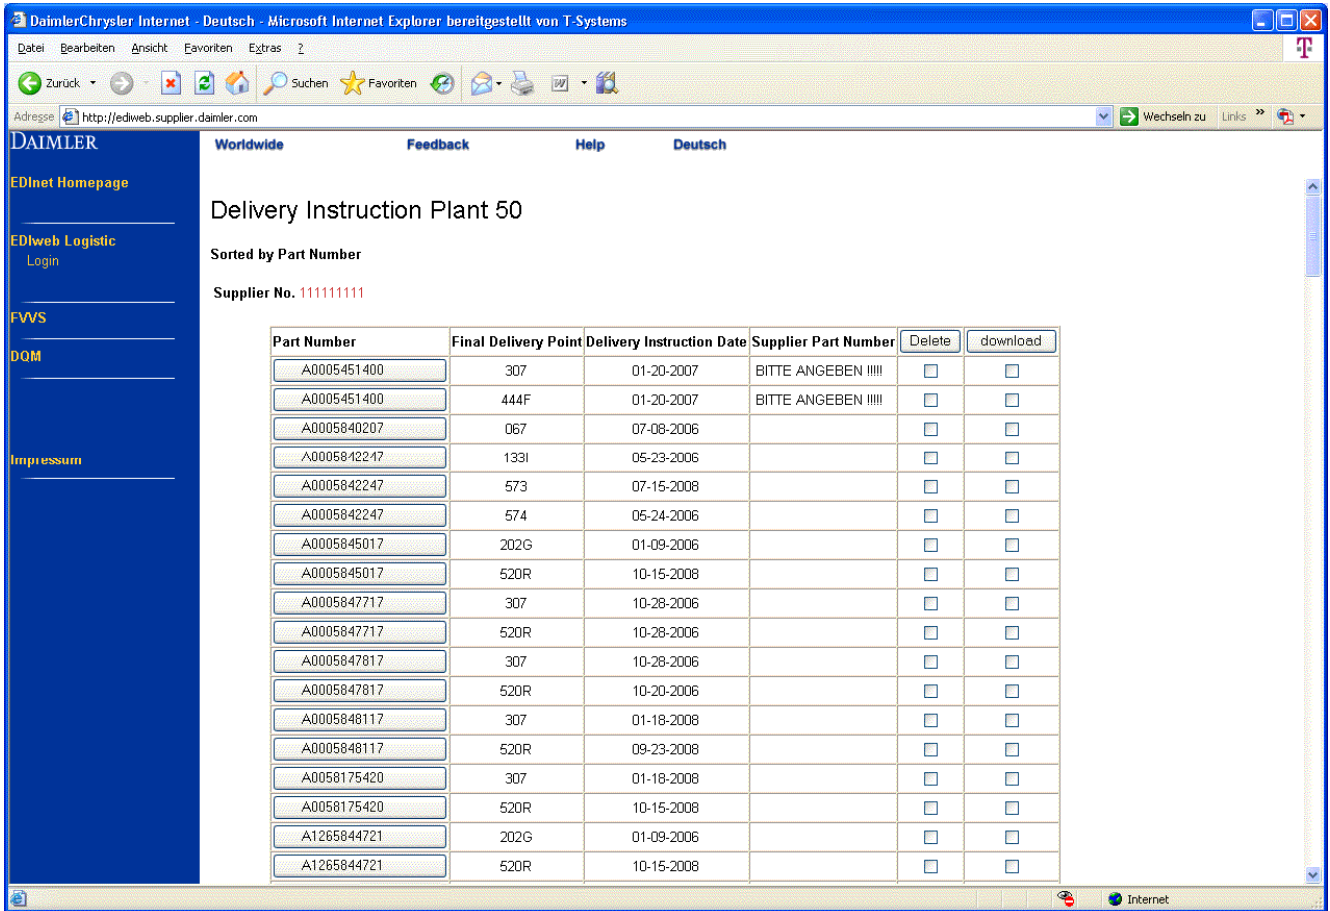 DaimlerChrysler Internet - Deutsch - Microsoft Internet Explorer bereitgestellt von T-Systems
Datei Bearbeiten Ansicht Favoriten Extras ?
Zurück Suchen Favoriten
Adresse http://ediweb.supplier.daimler.com Wechseln zu Links »
DAIMLER
Worldwide Feedback Help Deutsch
EDInet Homepage
EDIweb Logistic
Login
FVVS
DQM
Impressum
Delivery Instruction Plant 50
Sorted by Part Number
Supplier No. 111111111
Part Number Final Delivery Point Delivery Instruction Date Supplier Part Number Delete download
A0005451400 307 01-20-2007 BITTE ANGEBEN !!!!!
A0005451400 444F 01-20-2007 BITTE ANGEBEN !!!!!
A0005840207 067 07-08-2006
A0005842247 133I 05-23-2006
A0005842247 573 07-15-2008
A0005842247 574 05-24-2006
A0005845017 202G 01-09-2006
A0005845017 520R 10-15-2008
A0005847717 307 10-28-2006
A0005847717 520R 10-28-2006
A0005847817 307 10-28-2006
A0005847817 520R 10-20-2006
A0005848117 307 01-18-2008
A0005848117 520R 09-23-2008
A0058175420 307 01-18-2008
A0058175420 520R 10-15-2008
A1265844721 202G 01-09-2006
A1265844721 520R 10-15-2008
Internet